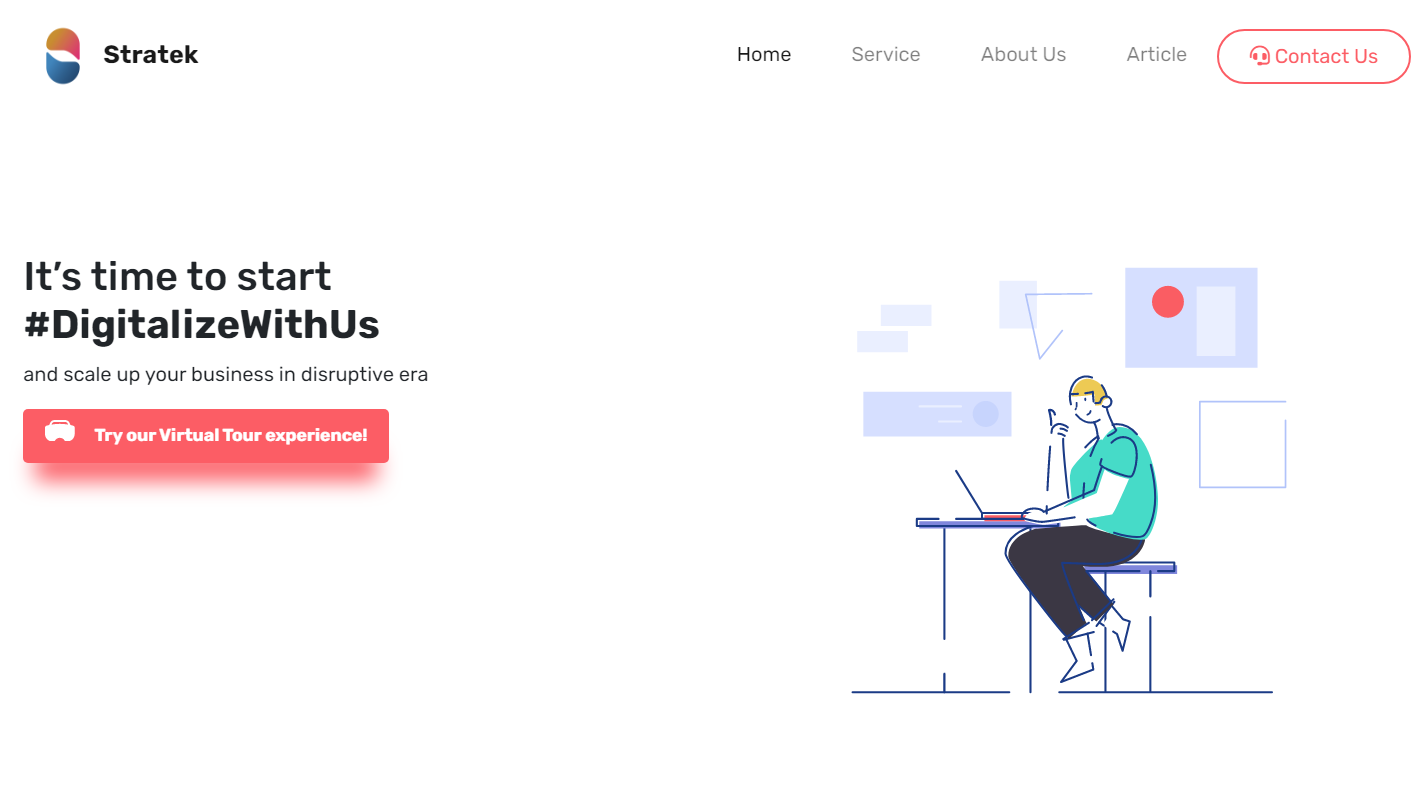 Stratek
Home
Service
About Us
Article
Contact Us
It’s time to start
#DigitalizeWithUs
and scale up your business in disruptive era
Try our Virtual Tour experience!